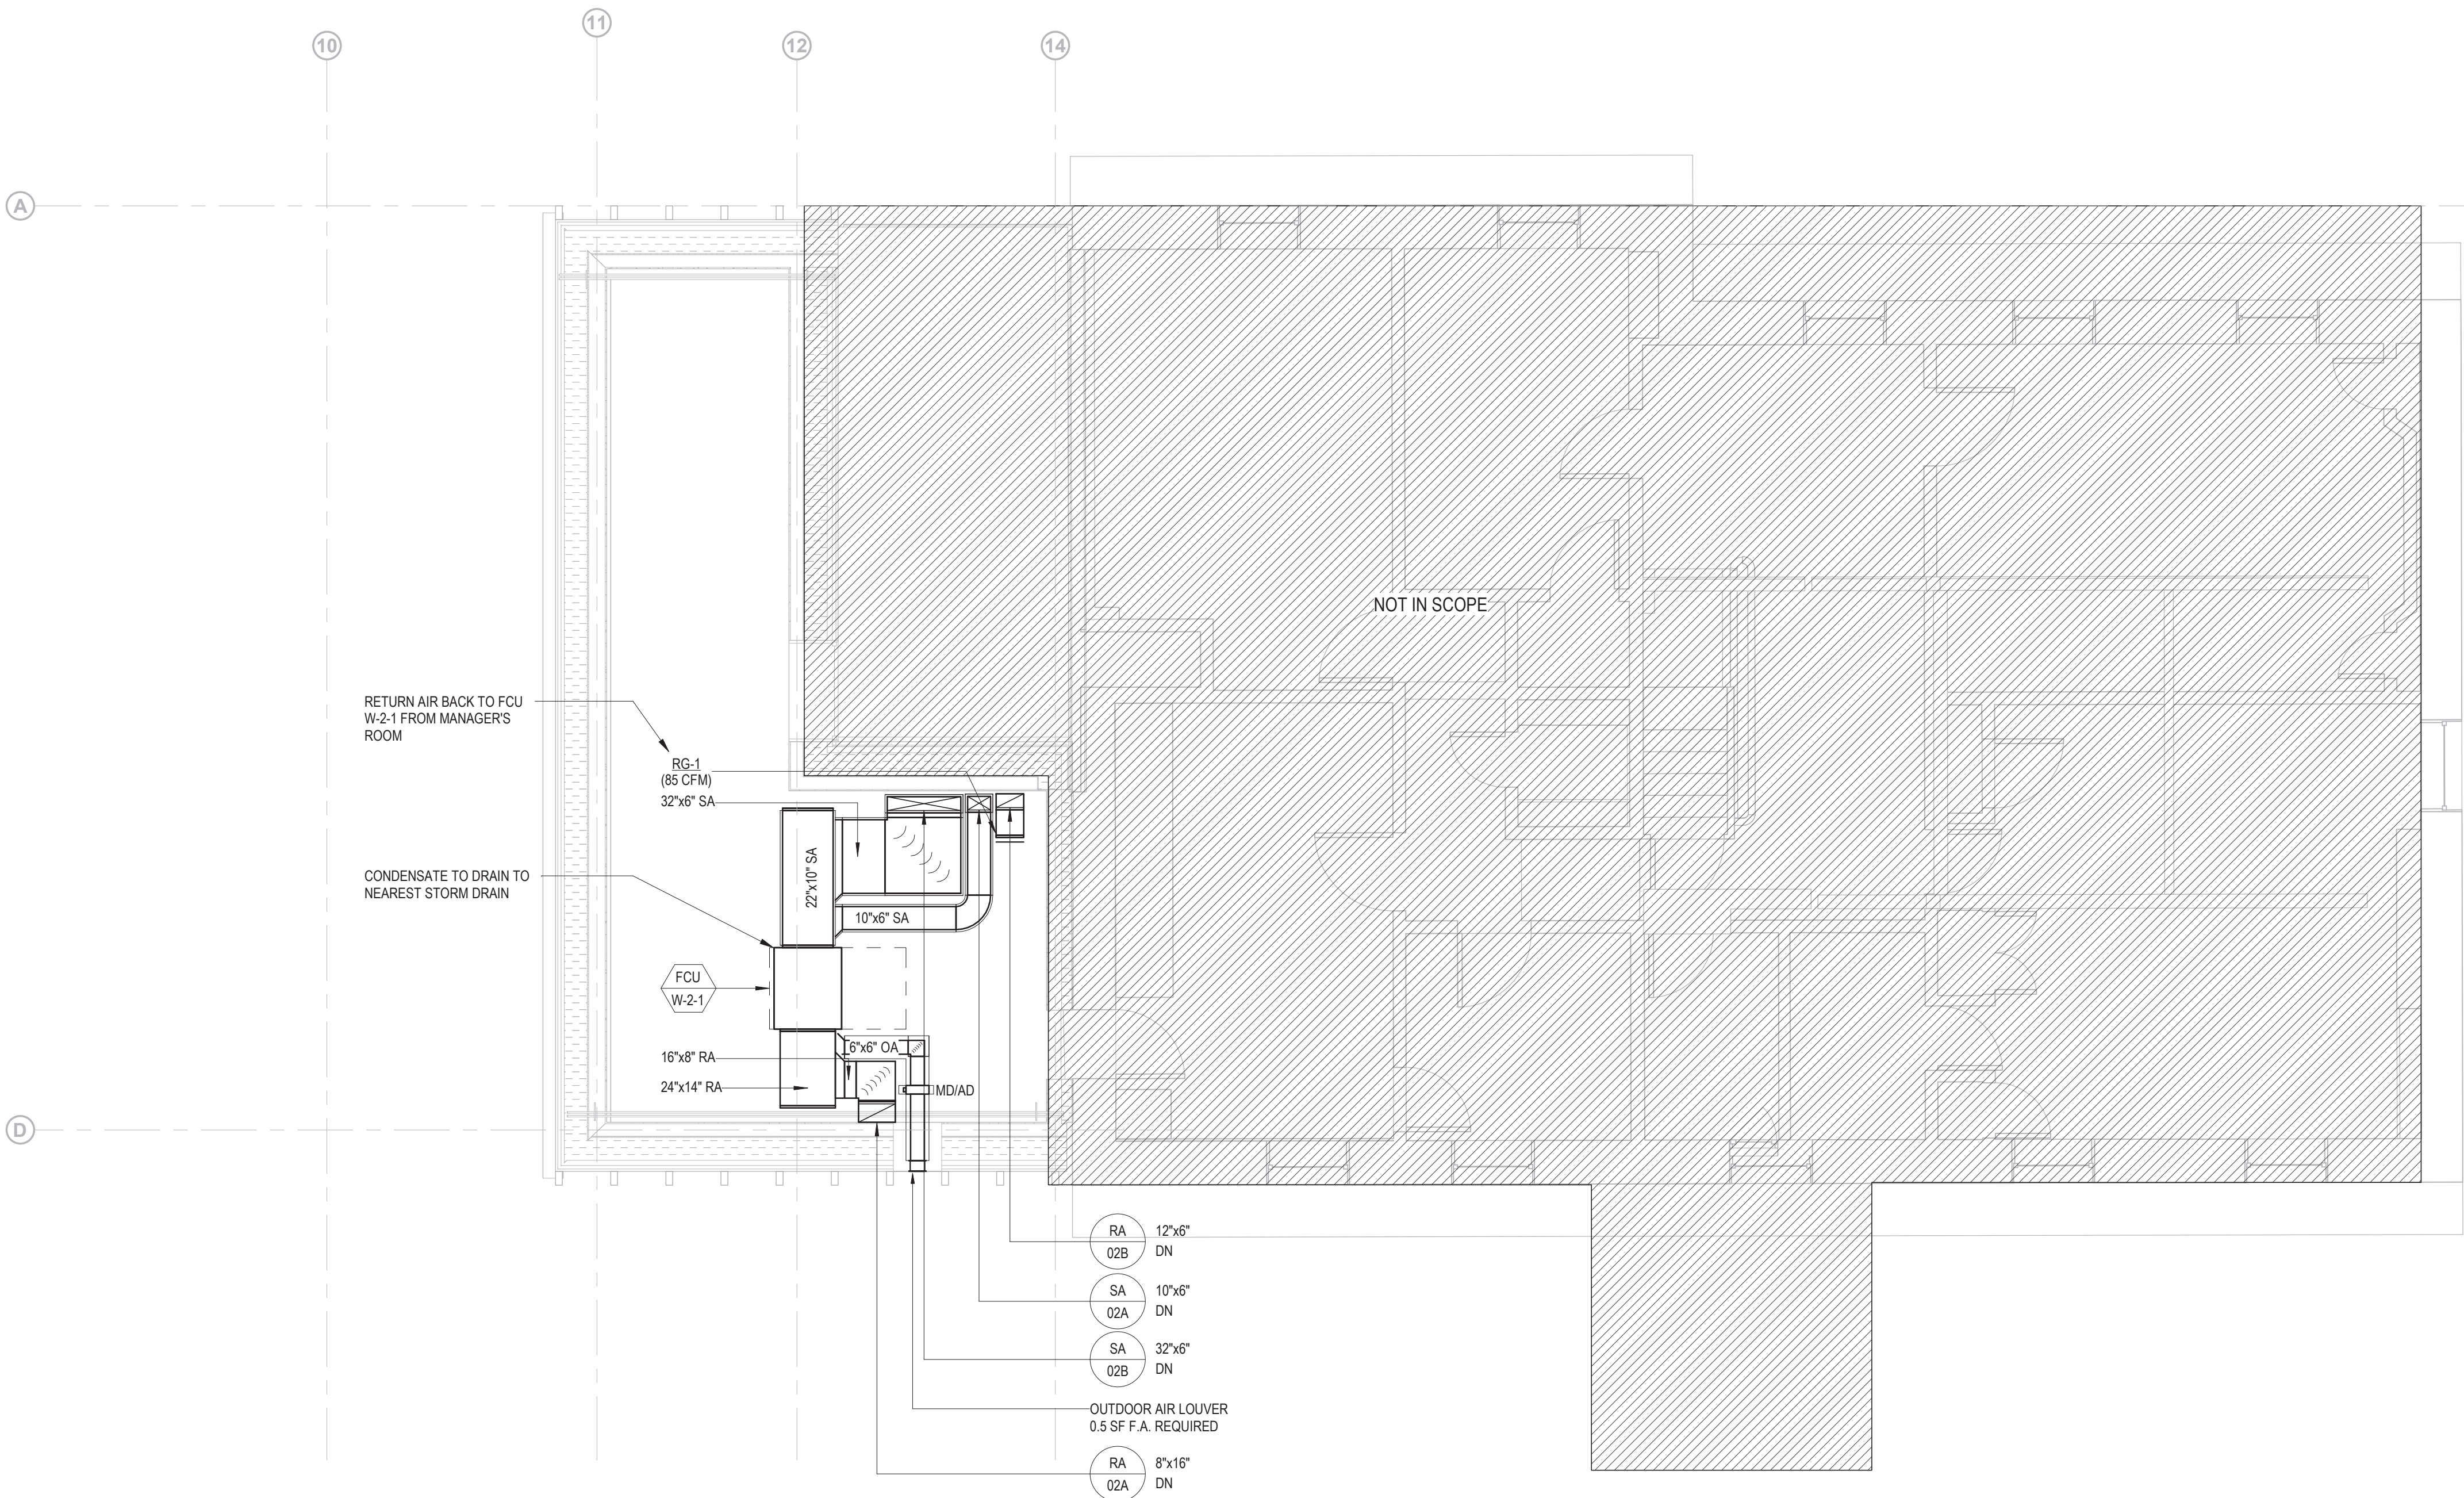 11
10
12
14
A
NOT IN SCOPE
RETURN AIR BACK TO FCU
W-2-1 FROM MANAGER'S
ROOM
RG-1
(85 CFM)
32"x6" SA
22"x10" SA
CONDENSATE TO DRAIN TO
NEAREST STORM DRAIN
10"x6" SA
FCU
W-2-1
6"x6" OA
16"x8" RA
24"x14" RA
MD/AD
D
RA
02B
12"x6"
DN
SA
02A
10"x6"
DN
SA
02B
32"x6"
DN
OUTDOOR AIR LOUVER
0.5 SF F.A. REQUIRED
RA
02A
8"x16"
DN